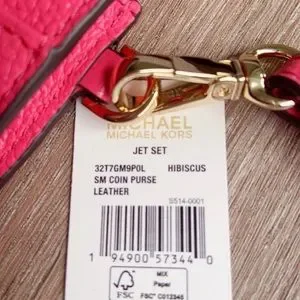 MICHAEL
MICHAEL KORS
JET SET
32T7GM9P0L HIBISCUS
SM COIN PURSE
LEATHER
S514-0001
1 94900 57344 0
FSC
MIX
Paper
FSC® C012345